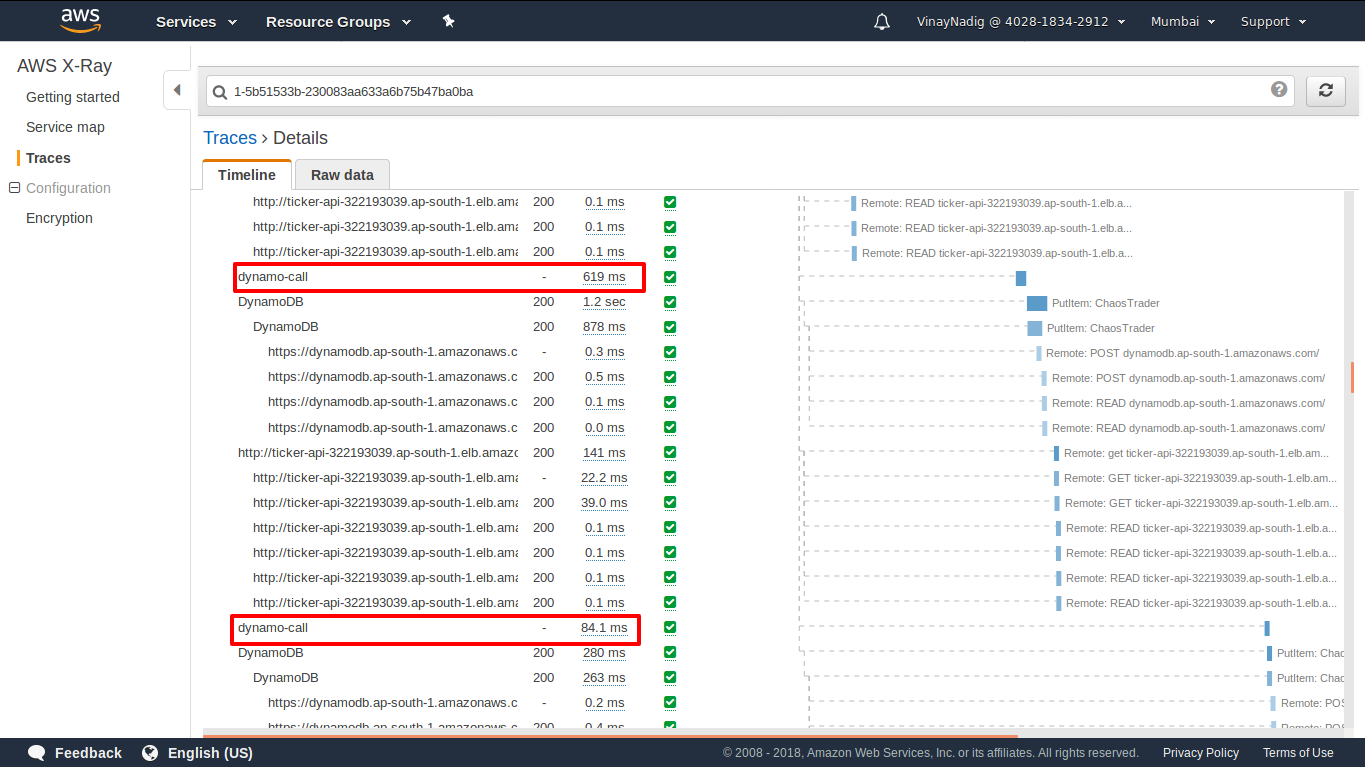 aws Services Resource Groups VinayNadig @ 4028-1834-2912 Mumbai Support
AWS X-Ray
Getting started
Service map
Traces
Configuration
Encryption
1-5b51533b-230083aa633a6b75b47ba0ba ?
Traces > Details
Timeline Raw data
http://ticker-api-322193039.ap-south-1.elb.ama 200 0.1 ms Remote: READ ticker-api-322193039.ap-south-1.elb.a...
http://ticker-api-322193039.ap-south-1.elb.ama 200 0.1 ms Remote: READ ticker-api-322193039.ap-south-1.elb.a...
http://ticker-api-322193039.ap-south-1.elb.ama 200 0.1 ms Remote: READ ticker-api-322193039.ap-south-1.elb.a...
dynamo-call - 619 ms
DynamoDB 200 1.2 sec PutItem: ChaosTrader
DynamoDB 200 878 ms PutItem: ChaosTrader
https://dynamodb.ap-south-1.amazonaws.c - 0.3 ms Remote: POST dynamodb.ap-south-1.amazonaws.com/
https://dynamodb.ap-south-1.amazonaws.c 200 0.5 ms Remote: POST dynamodb.ap-south-1.amazonaws.com/
https://dynamodb.ap-south-1.amazonaws.c 200 0.1 ms Remote: READ dynamodb.ap-south-1.amazonaws.com/
https://dynamodb.ap-south-1.amazonaws.c 200 0.0 ms Remote: READ dynamodb.ap-south-1.amazonaws.com/
http://ticker-api-322193039.ap-south-1.elb.amazc 200 141 ms Remote: get ticker-api-322193039.ap-south-1.elb.am...
http://ticker-api-322193039.ap-south-1.elb.ama - 22.2 ms Remote: GET ticker-api-322193039.ap-south-1.elb.am...
http://ticker-api-322193039.ap-south-1.elb.ama 200 39.0 ms Remote: GET ticker-api-322193039.ap-south-1.elb.am...
http://ticker-api-322193039.ap-south-1.elb.ama 200 0.1 ms Remote: READ ticker-api-322193039.ap-south-1.elb.a...
http://ticker-api-322193039.ap-south-1.elb.ama 200 0.1 ms Remote: READ ticker-api-322193039.ap-south-1.elb.a...
http://ticker-api-322193039.ap-south-1.elb.ama 200 0.1 ms Remote: READ ticker-api-322193039.ap-south-1.elb.a...
http://ticker-api-322193039.ap-south-1.elb.ama 200 0.1 ms Remote: READ ticker-api-322193039.ap-south-1.elb.a...
dynamo-call - 84.1 ms
DynamoDB 200 280 ms PutItem: Chac
DynamoDB 200 263 ms PutItem: Chac
https://dynamodb.ap-south-1.amazonaws.c - 0.2 ms Remote: POS
https://dynamodb.ap-south-1.amazonaws.c 200 0.4 ms Remote: POS
Feedback English (US) © 2008 - 2018, Amazon Web Services, Inc. or its affiliates. All rights reserved. Privacy Policy Terms of Use